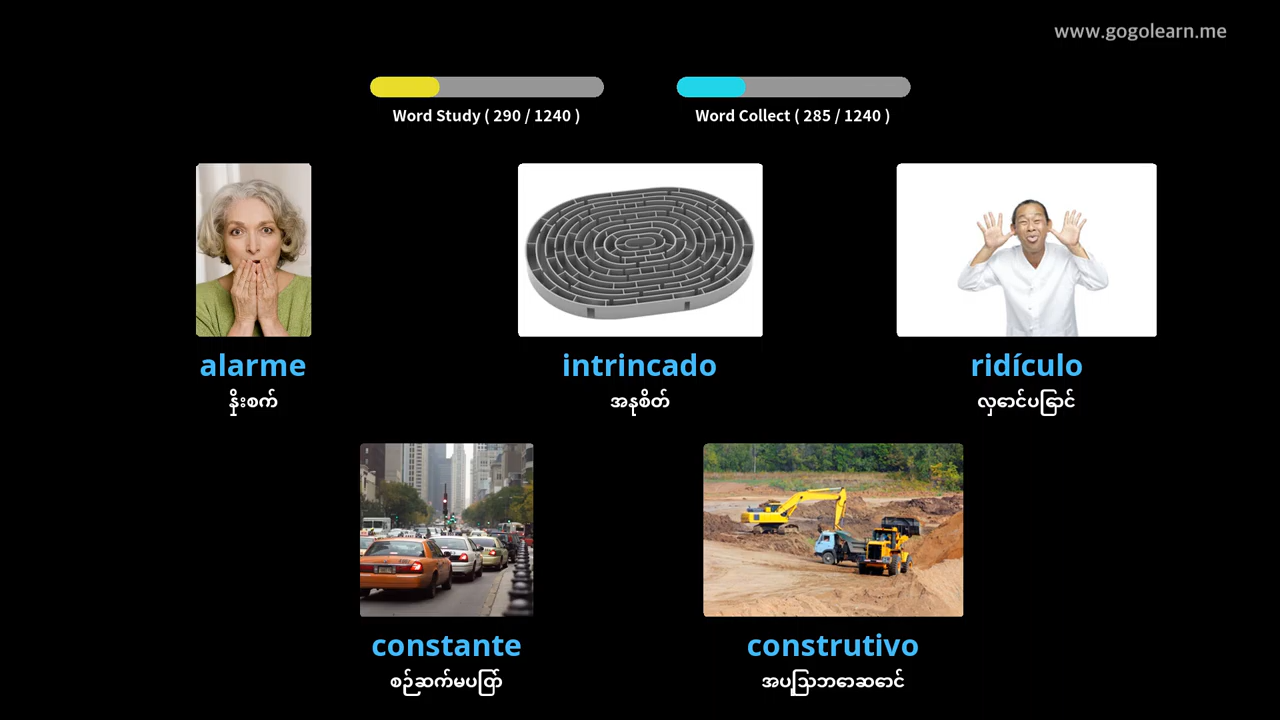 www.gogolearn.me
Word Study ( 290 / 1240 )
Word Collect ( 285 / 1240 )
alarme
intrincado
ridículo
နှိုးစက်
အနုစိတ်
လှောင်ပြောင်
constante
construtivo
စဉ်ဆက်မပြတ်
အပြုသဘောဆောင်